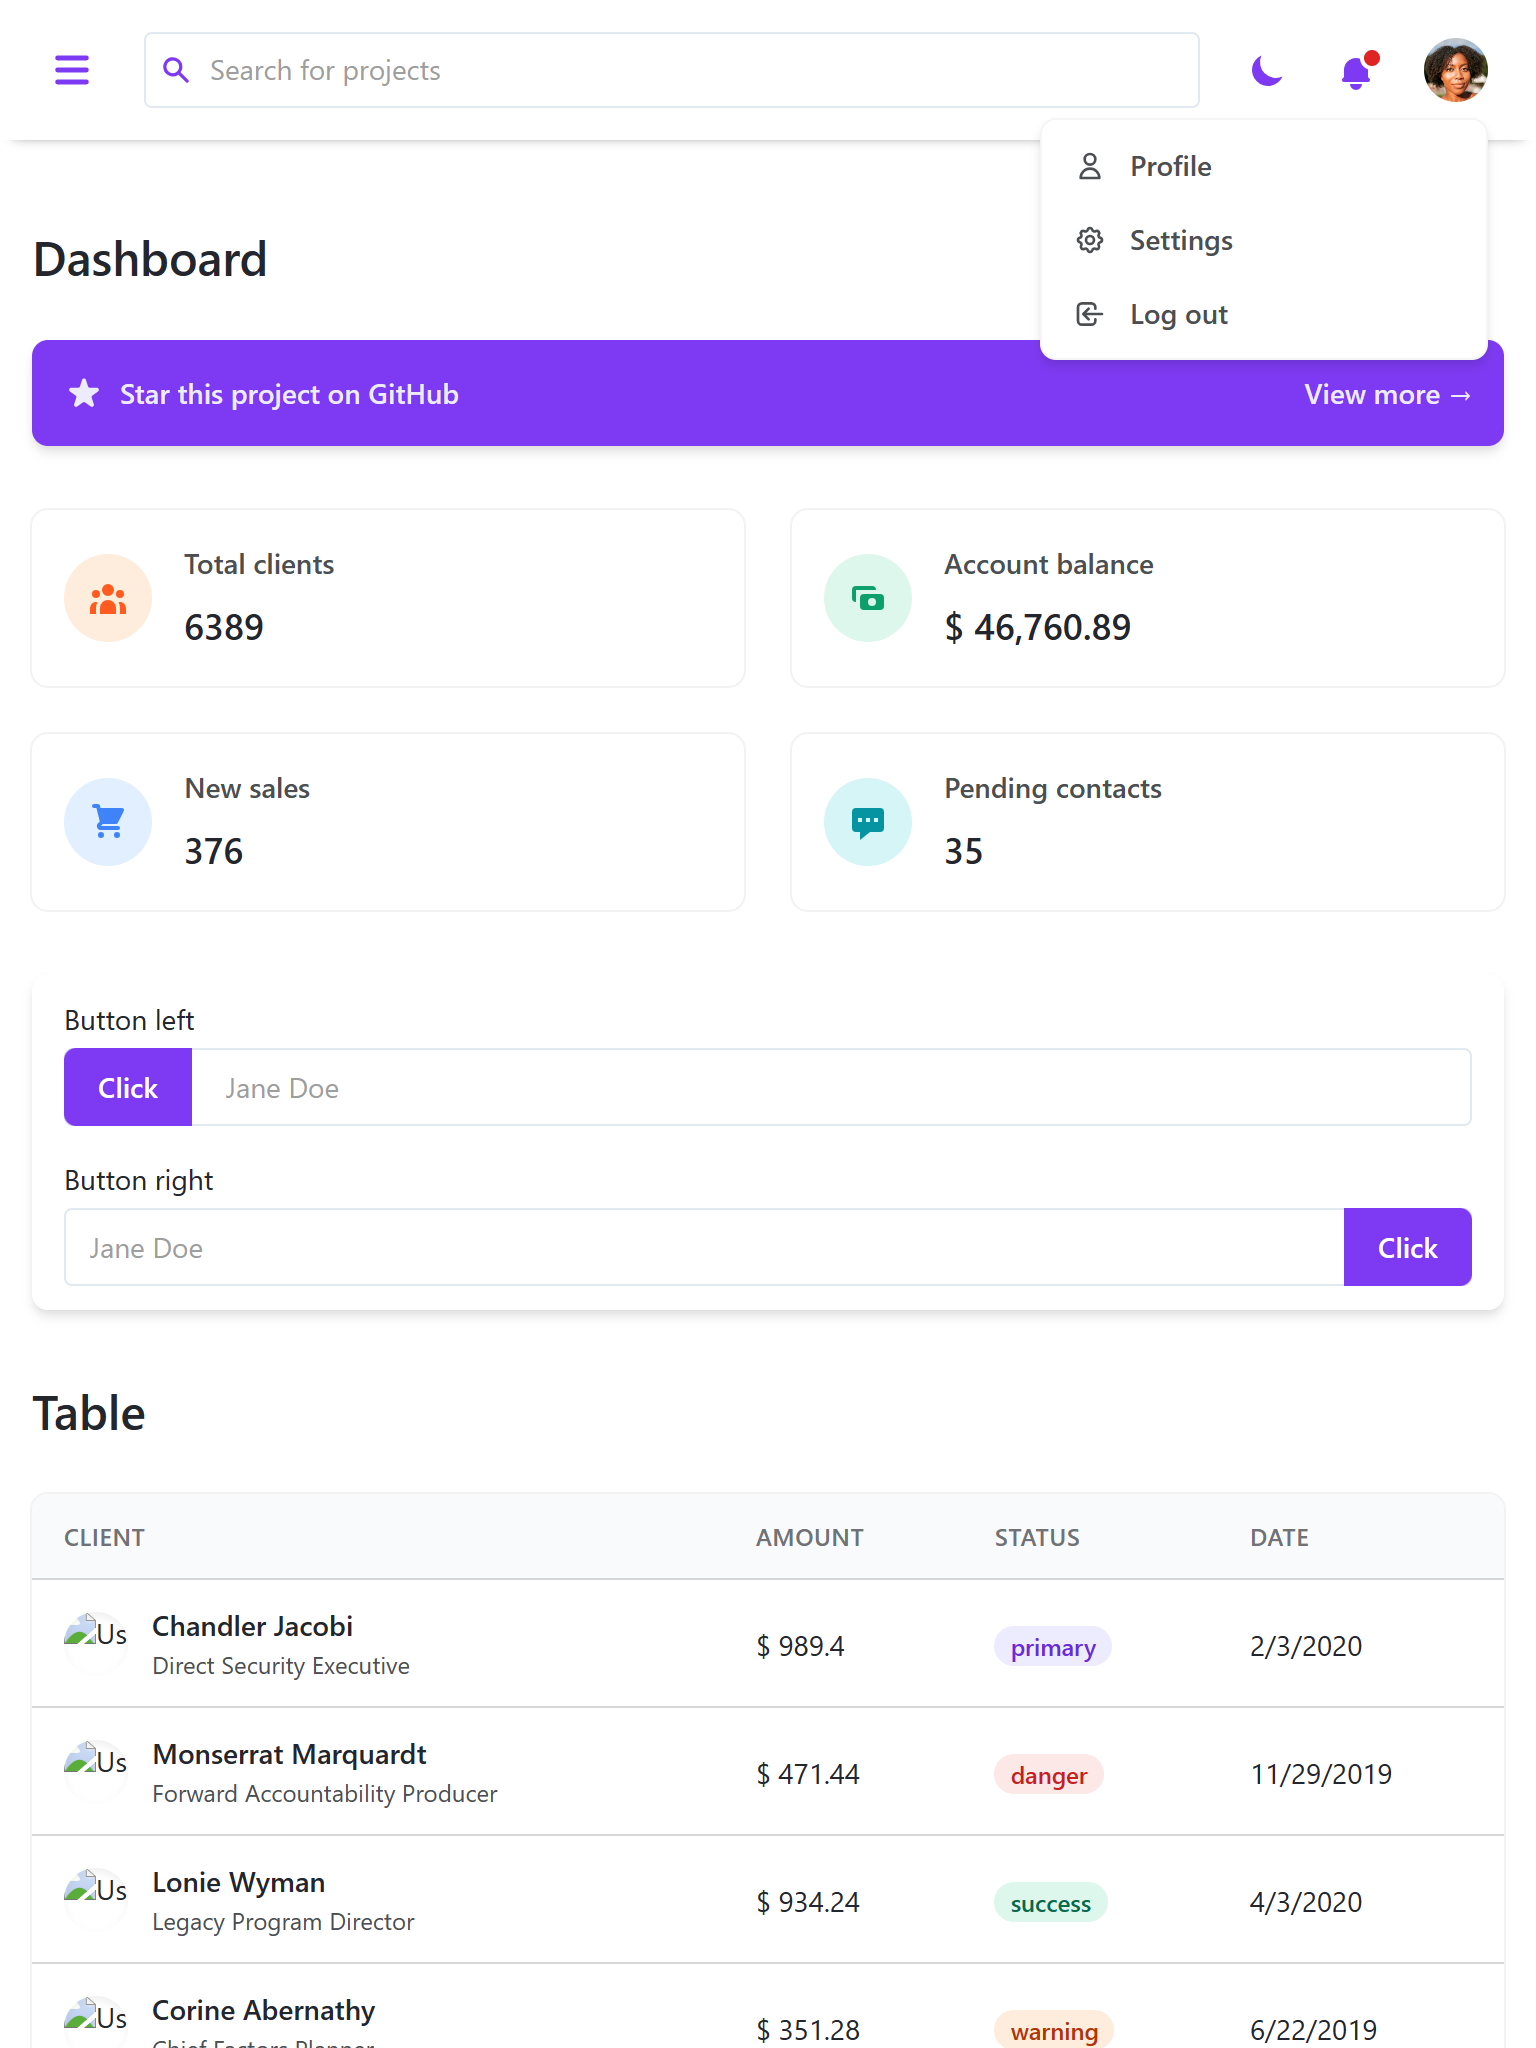 Search for projects
Profile
Settings
Log out
Dashboard
Star this project on GitHub
View more →
Total clients
6389
Account balance
$ 46,760.89
New sales
376
Pending contacts
35
Button left
Click
Jane Doe
Button right
Jane Doe
Click
Table
CLIENT AMOUNT STATUS DATE
Us
Chandler Jacobi
Direct Security Executive
$ 989.4
primary
2/3/2020
Us
Monserrat Marquardt
Forward Accountability Producer
$ 471.44
danger
11/29/2019
Us
Lonie Wyman
Legacy Program Director
$ 934.24
success
4/3/2020
Us
Corine Abernathy
Chief Factors Planner
$ 351.28
warning
6/22/2019